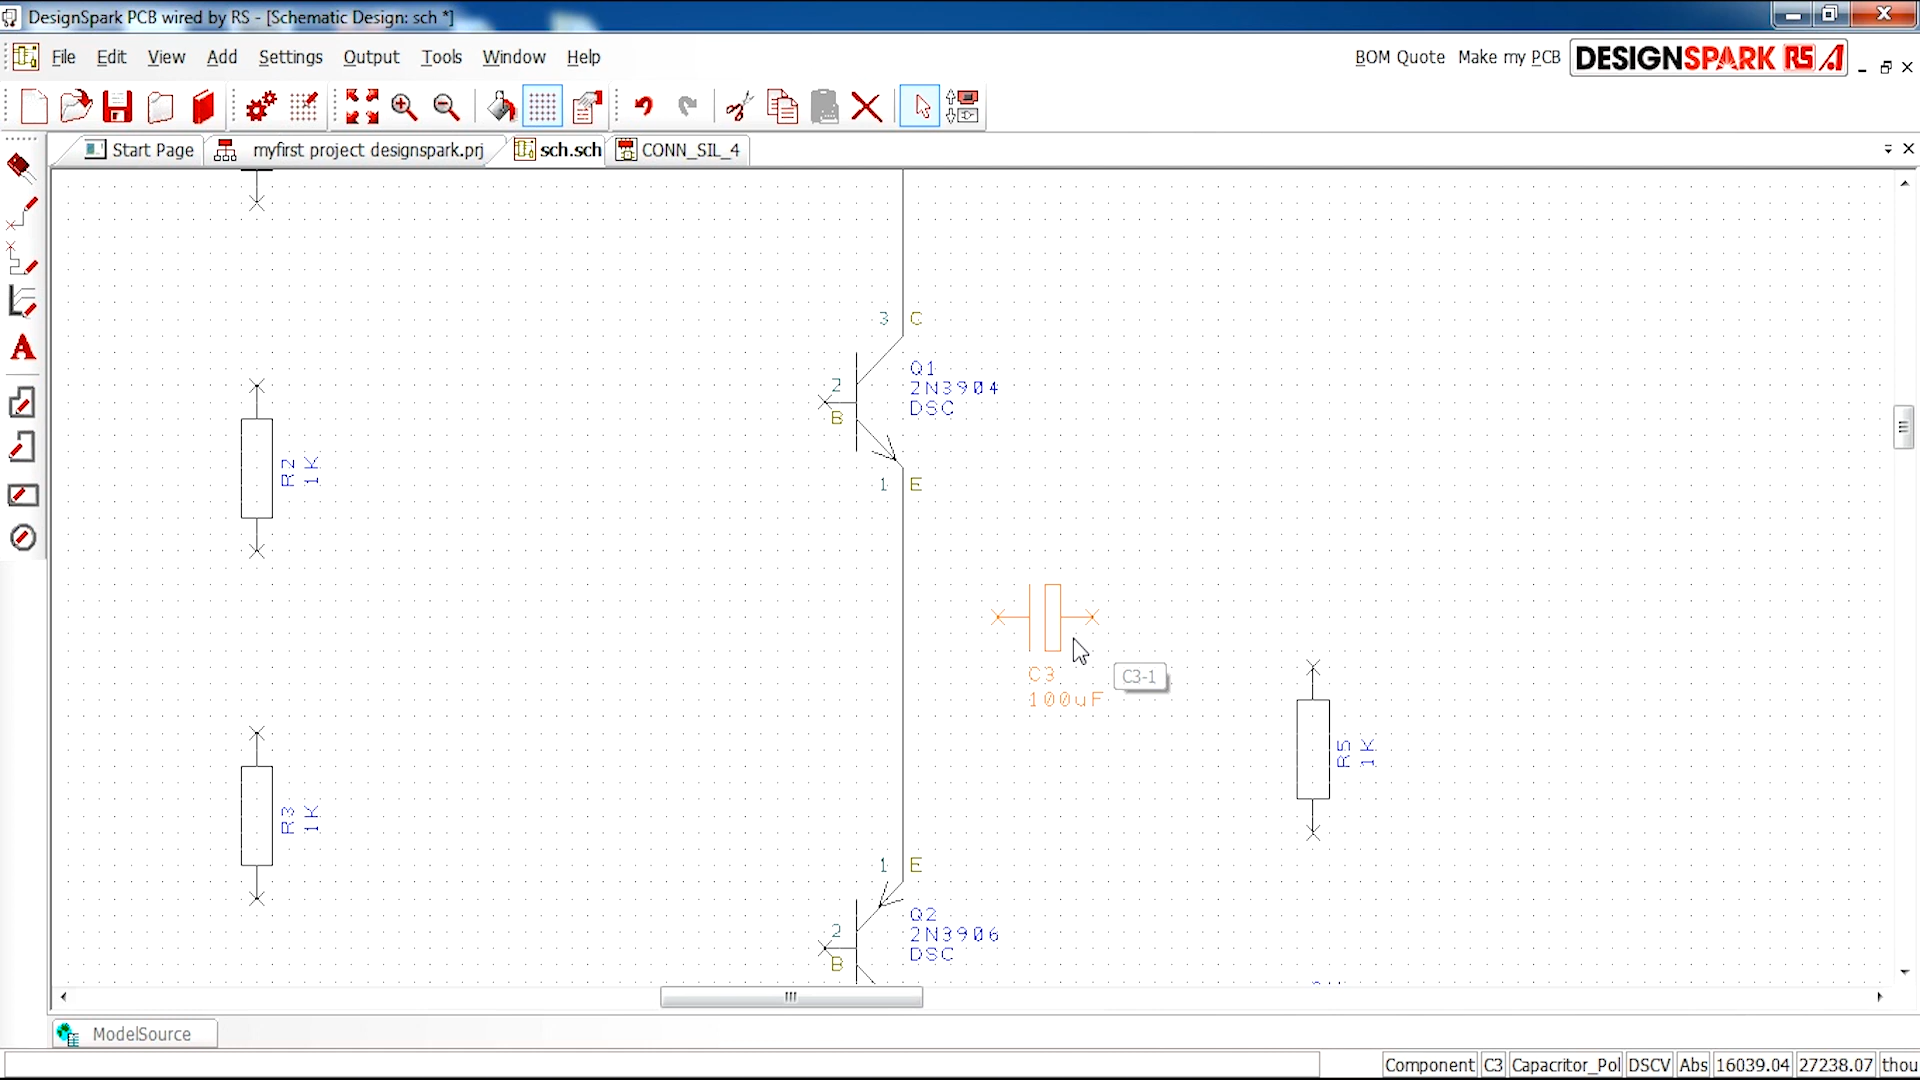 DesignSpark PCB wired by RS - [Schematic Design: sch *]
File Edit View Add Settings Output Tools Window Help
BOM Quote Make my PCB DESIGNSPARK RS
Start Page
myfirst project designspark.prj
sch.sch
CONN_SIL_4
3 C
Q1
2N3904
DSC
2
B
1 E
R2
1K
C3
100uF
C3-1
R5
1K
R3
1K
1 E
Q2
2N3906
DSC
2
B
ModelSource
Component C3 Capacritor_Pol DSCV Abs 16039.04 27238.07 thou